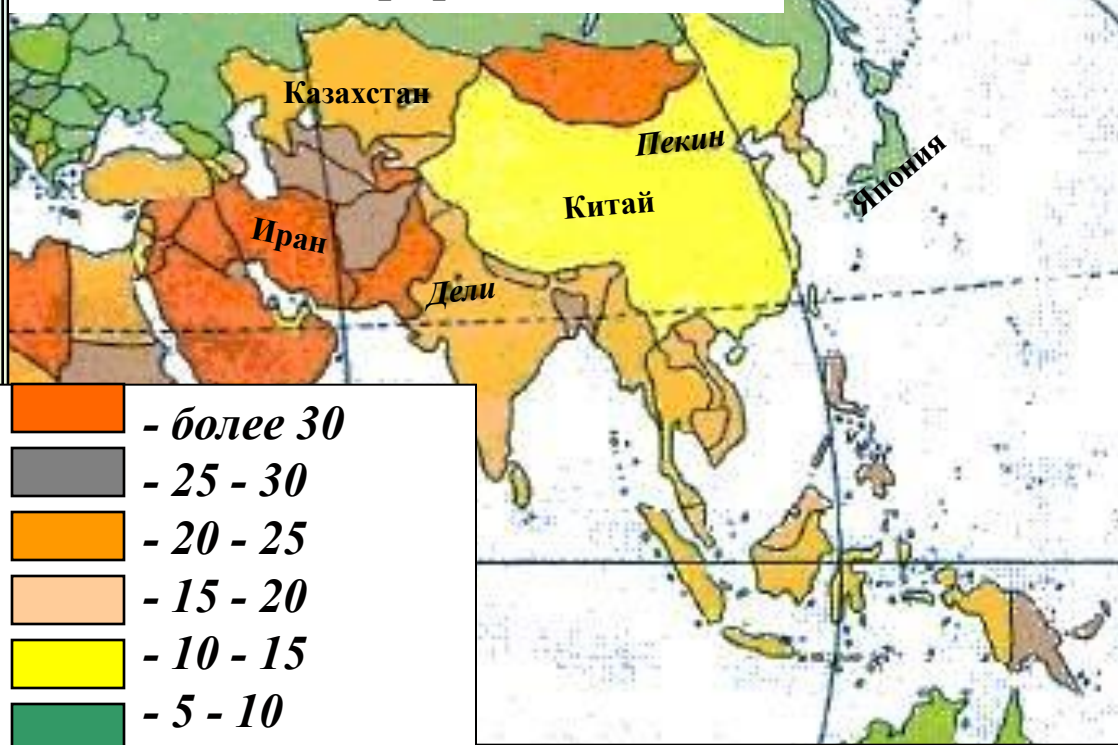 Казахстан
Пекин
Япония
Китай
Иран
Дели
- более 30
- 25 - 30
- 20 - 25
- 15 - 20
- 10 - 15
- 5 - 10